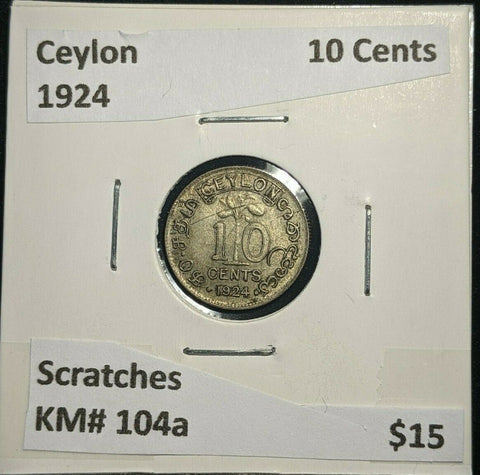 Ceylon 10 Cents
1924
CEYLON
10
CENTS
1924
Scratches
KM# 104a
$15